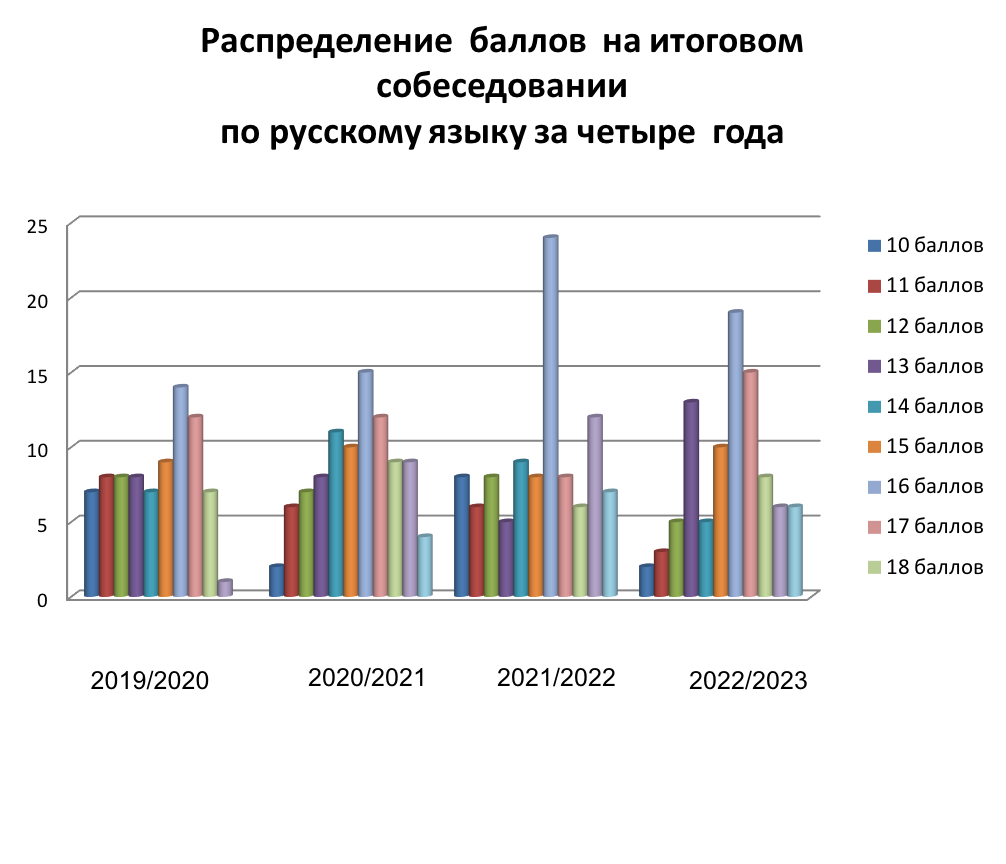 Распределение баллов на итоговом
собеседовании
по русскому языку за четыре года
25
20
15
10
5
0
10 баллов
11 баллов
12 баллов
13 баллов
14 баллов
15 баллов
16 баллов
17 баллов
18 баллов
2019/2020
2020/2021
2021/2022
2022/2023